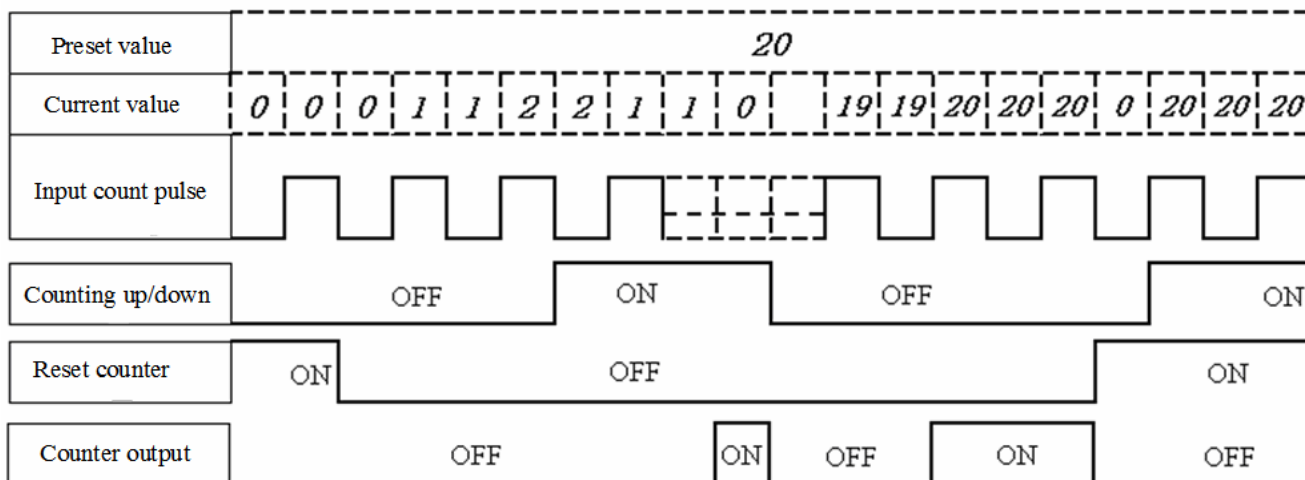 Preset value
20
Current value 0 0 0 1 1 2 2 1 1 0 19 19 20 20 20 0 20 20 20
Input count pulse
Counting up/down OFF ON OFF ON
Reset counter ON OFF ON
Counter output OFF ON OFF ON OFF